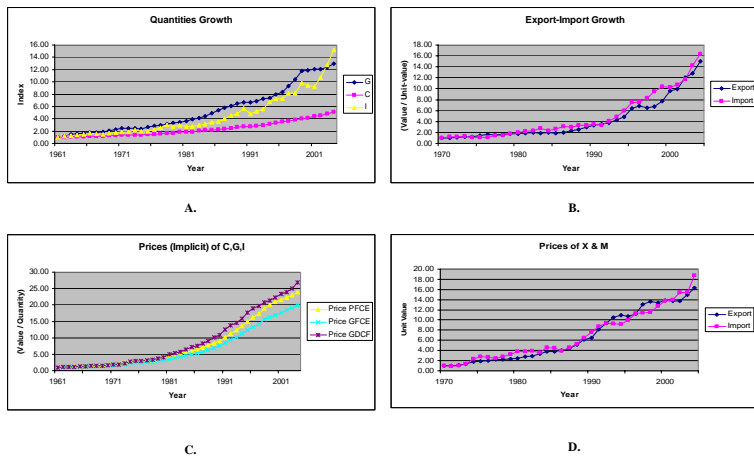 Quantities Growth
16.00
14.00
12.00
10.00
8.00
6.00
4.00
2.00
0.00
Index
1961 1971 1981 1991 2001
Year
G
C
I
A.
Export-Import Growth
18.00
16.00
14.00
12.00
10.00
8.00
6.00
4.00
2.00
0.00
(Value / Unit-value)
1970 1980 1990 2000
Year
Export
Import
B.
Prices (Implicit) of C,G,I
30.00
25.00
20.00
15.00
10.00
5.00
0.00
(Value / Quantity)
1961 1971 1981 1991 2001
Year
Price PFCE
Price GFCE
Price GDCF
C.
Prices of X & M
20.00
18.00
16.00
14.00
12.00
10.00
8.00
6.00
4.00
2.00
0.00
Unit Value
1970 1980 1990 2000
Year
Export
Import
D.